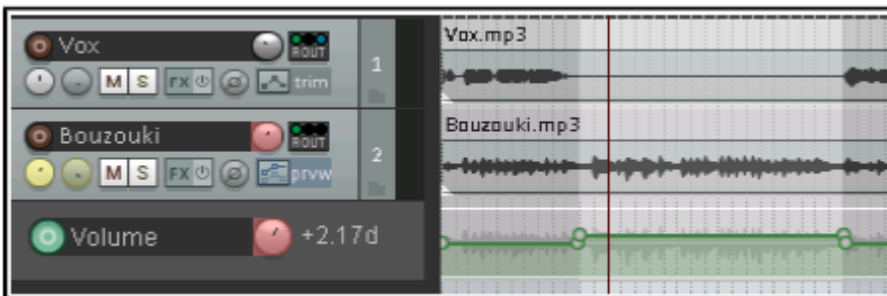 Vox
ROUT
1
M S FX trim
Bouzouki
ROUT
2
M S FX prvw
Volume +2.17d
Vox.mp3
Bouzouki.mp3